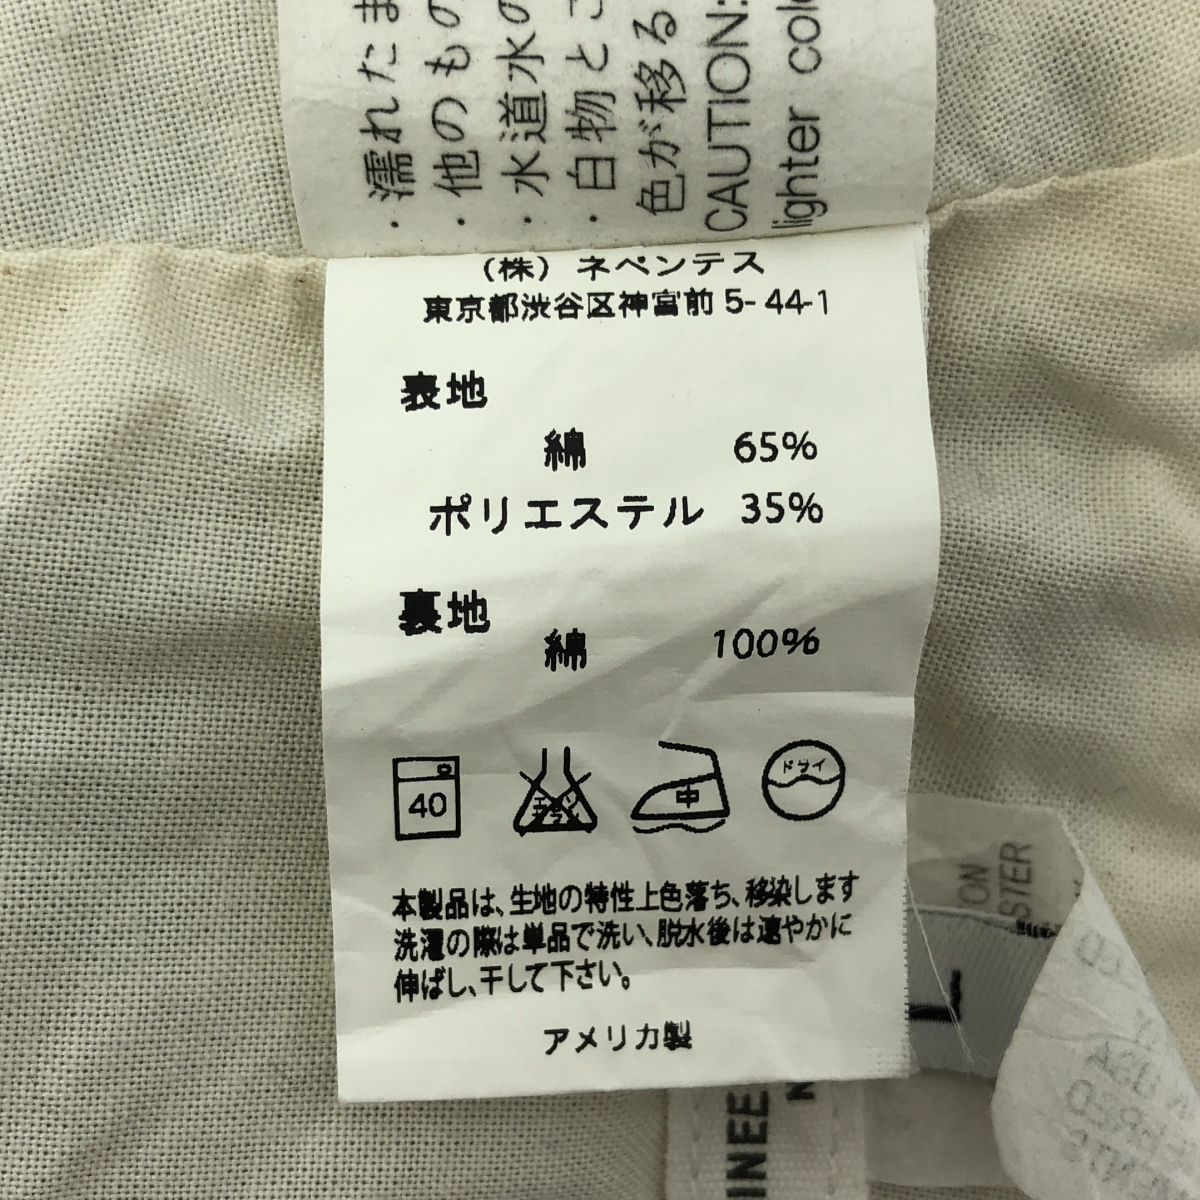 ・濡れたま
・他のもの
・水道水の
・白物とこ
色が移る
CAUTION:
lighter colo
(株) ネペンテス
東京都渋谷区神宮前 5-44-1
表地
綿 65%
ポリエステル 35%
裏地
綿 100%
40
中
ドライ
本製品は、生地の特性上色落ち、移染します
洗濯の際は単品で洗い、脱水後は速やかに
伸ばし、干して下さい。
アメリカ製
ON
STER
L
INEE